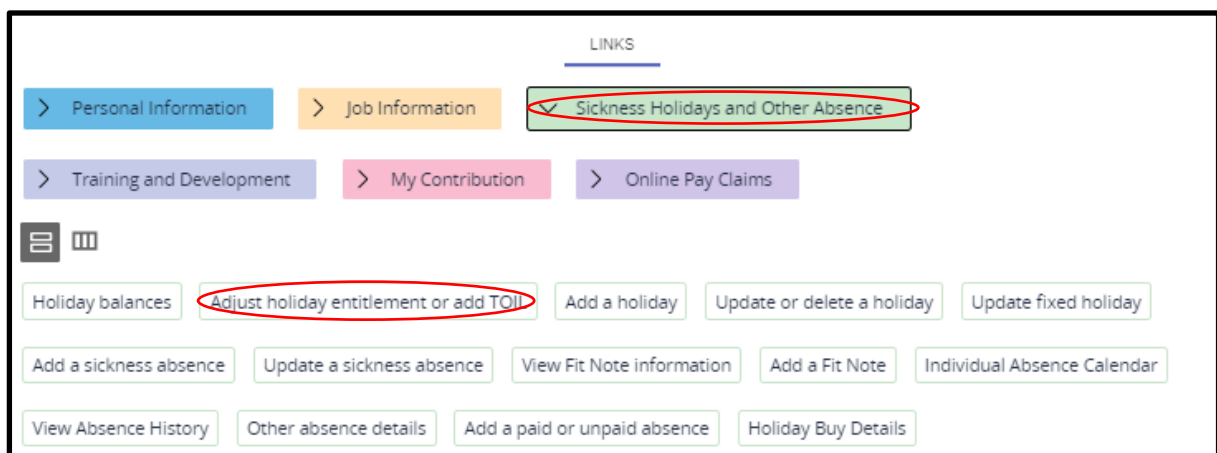 LINKS
Personal Information Job Information Sickness Holidays and Other Absence
Training and Development My Contribution Online Pay Claims
Holiday balances Adjust holiday entitlement or add TOIL Add a holiday Update or delete a holiday Update fixed holiday
Add a sickness absence Update a sickness absence View Fit Note information Add a Fit Note Individual Absence Calendar
View Absence History Other absence details Add a paid or unpaid absence Holiday Buy Details